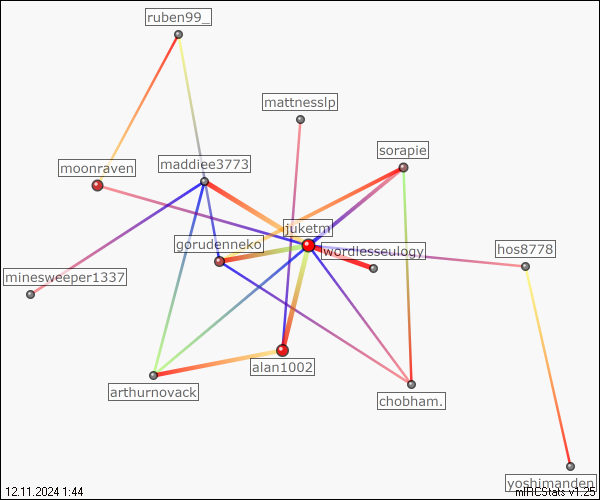 ruben99_
mattnesslp
sorapie
moonraven
maddiee3773
juketm
gorudenneko
wordlesseulogy
hos8778
minesweeper1337
alan1002
arthurnovack
chobham.
yoshimanden
12.11.2024 1:44
mIRCStats v1.25